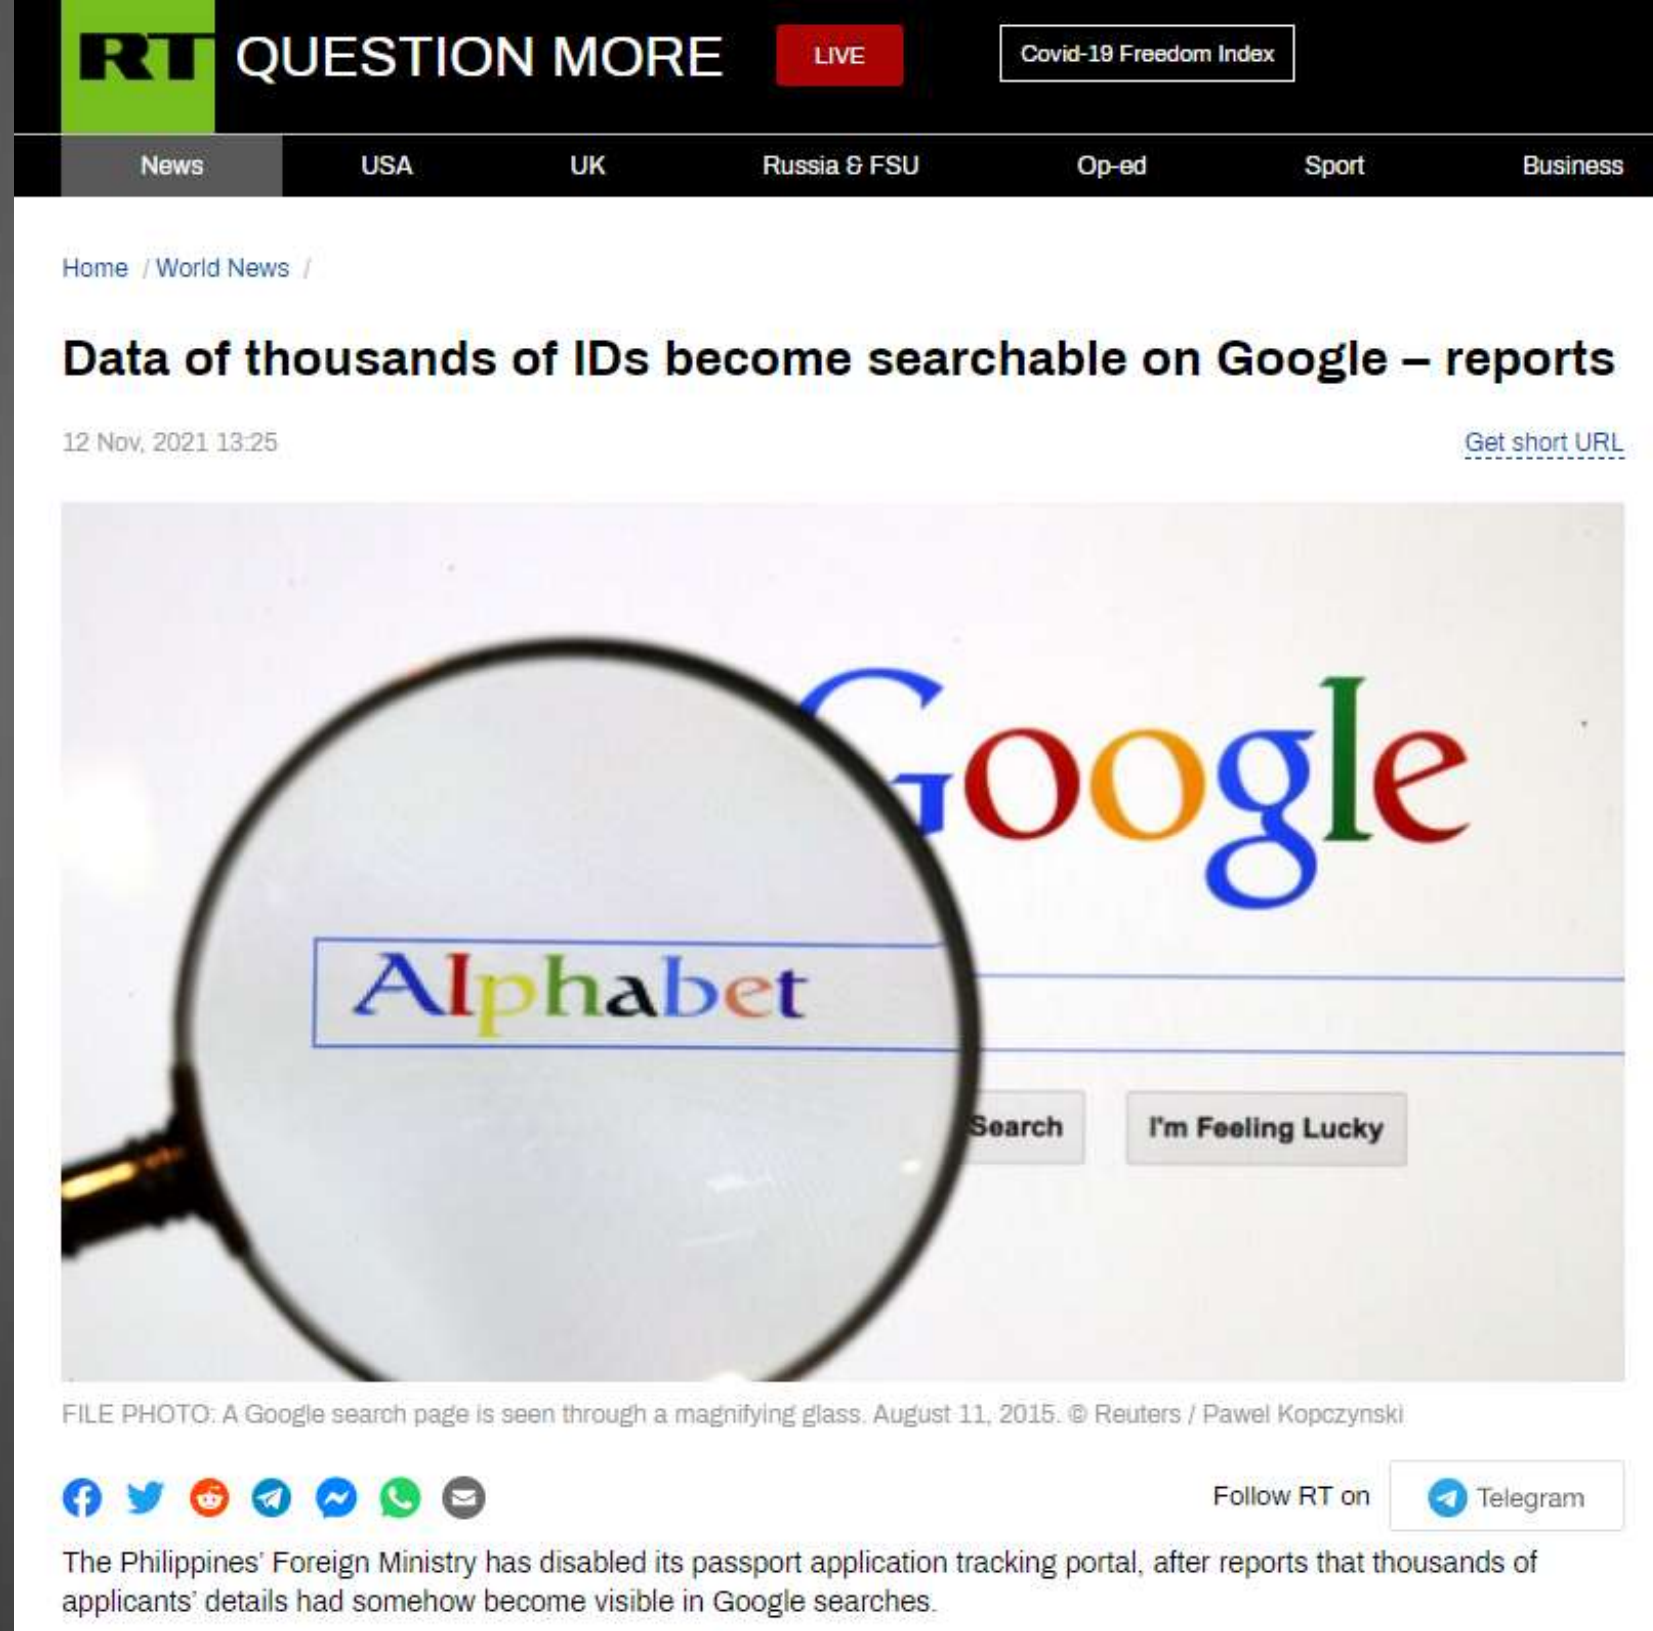 RT QUESTION MORE LIVE Covid-19 Freedom Index
News USA UK Russia & FSU Op-ed Sport Business
Home / World News /
Data of thousands of IDs become searchable on Google – reports
12 Nov, 2021 13:25 Get short URL
Google
Alphabet
Search I'm Feeling Lucky
FILE PHOTO: A Google search page is seen through a magnifying glass. August 11, 2015. © Reuters / Pawel Kopczynski
Follow RT on Telegram
The Philippines' Foreign Ministry has disabled its passport application tracking portal, after reports that thousands of
applicants' details had somehow become visible in Google searches.